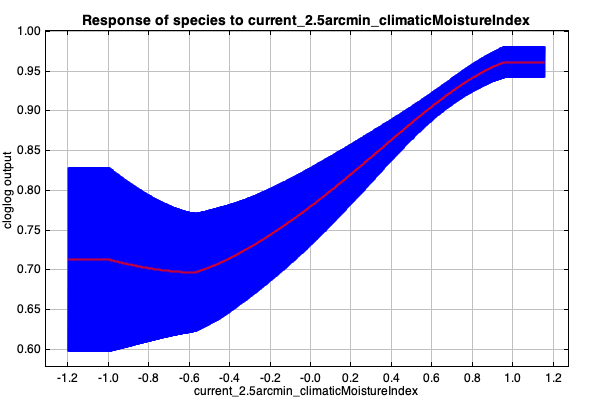 Response of species to current_2.5arcmin_climaticMoistureIndex
1.00
0.95
0.90
0.85
0.80
0.75
0.70
0.65
0.60
cloglog output
-1.2 -1.0 -0.8 -0.6 -0.4 -0.2 -0.0 0.2 0.4 0.6 0.8 1.0 1.2
current_2.5arcmin_climaticMoistureIndex